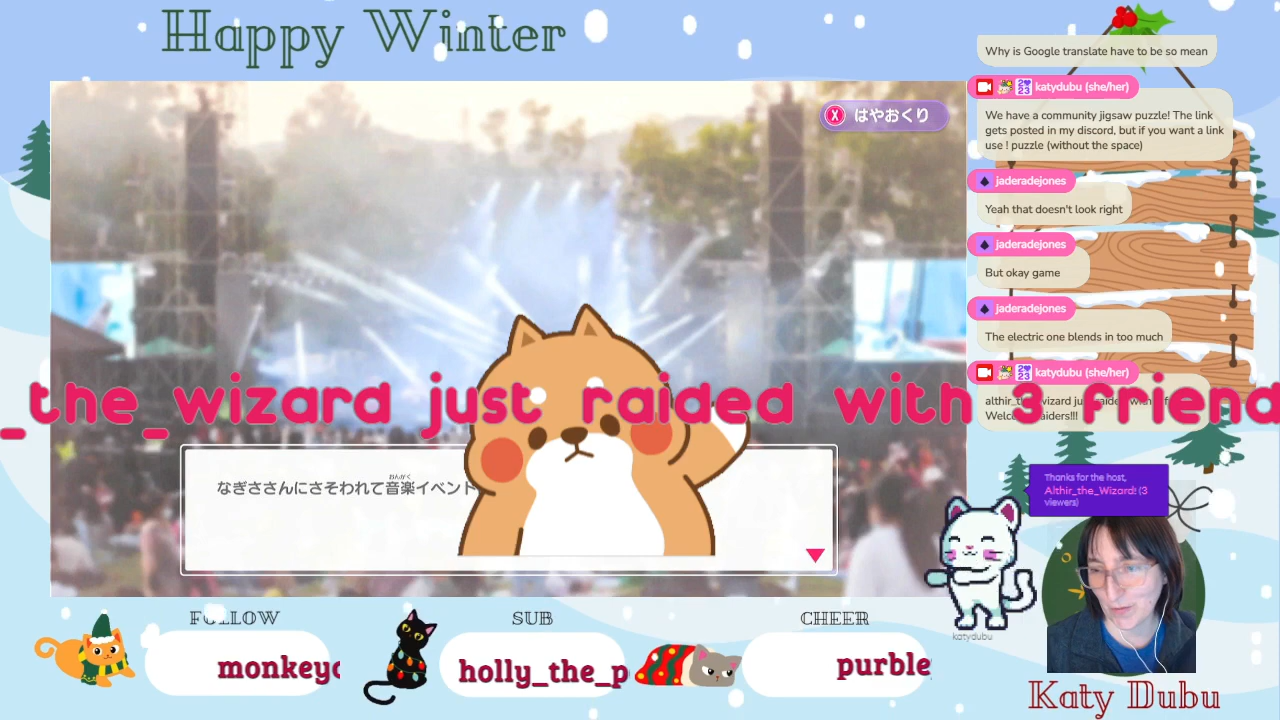 Happy Winter
X はやおくり
_the_wizard just raided with 3 friend
おんがく
なぎささんにさそわれて音楽イベント
Why is Google translate have to be so mean
katydubu (she/her)
We have a community jigsaw puzzle! The link
gets posted in my discord, but if you want a link
use ! puzzle (without the space)
jaderadejones
Yeah that doesn't look right
jaderadejones
But okay game
jaderadejones
The electric one blends in too much
katydubu (she/her)
Thanks for the host,
Althir_the_Wizard! (3
viewers)
katydubu
FOLLOW
monkey
SUB
holly_the_p
CHEER
purble
Katy Dubu